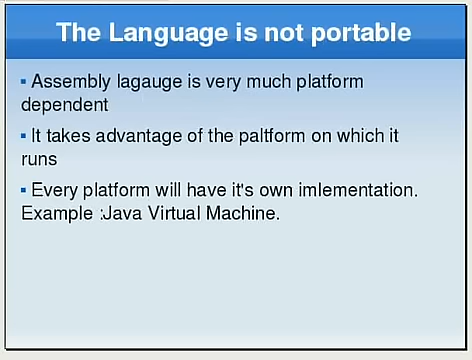 The Language is not portable
▪ Assembly lagauge is very much platform
dependent
▪ It takes advantage of the paltform on which it
runs
▪ Every platform will have it's own imlementation.
Example :Java Virtual Machine.